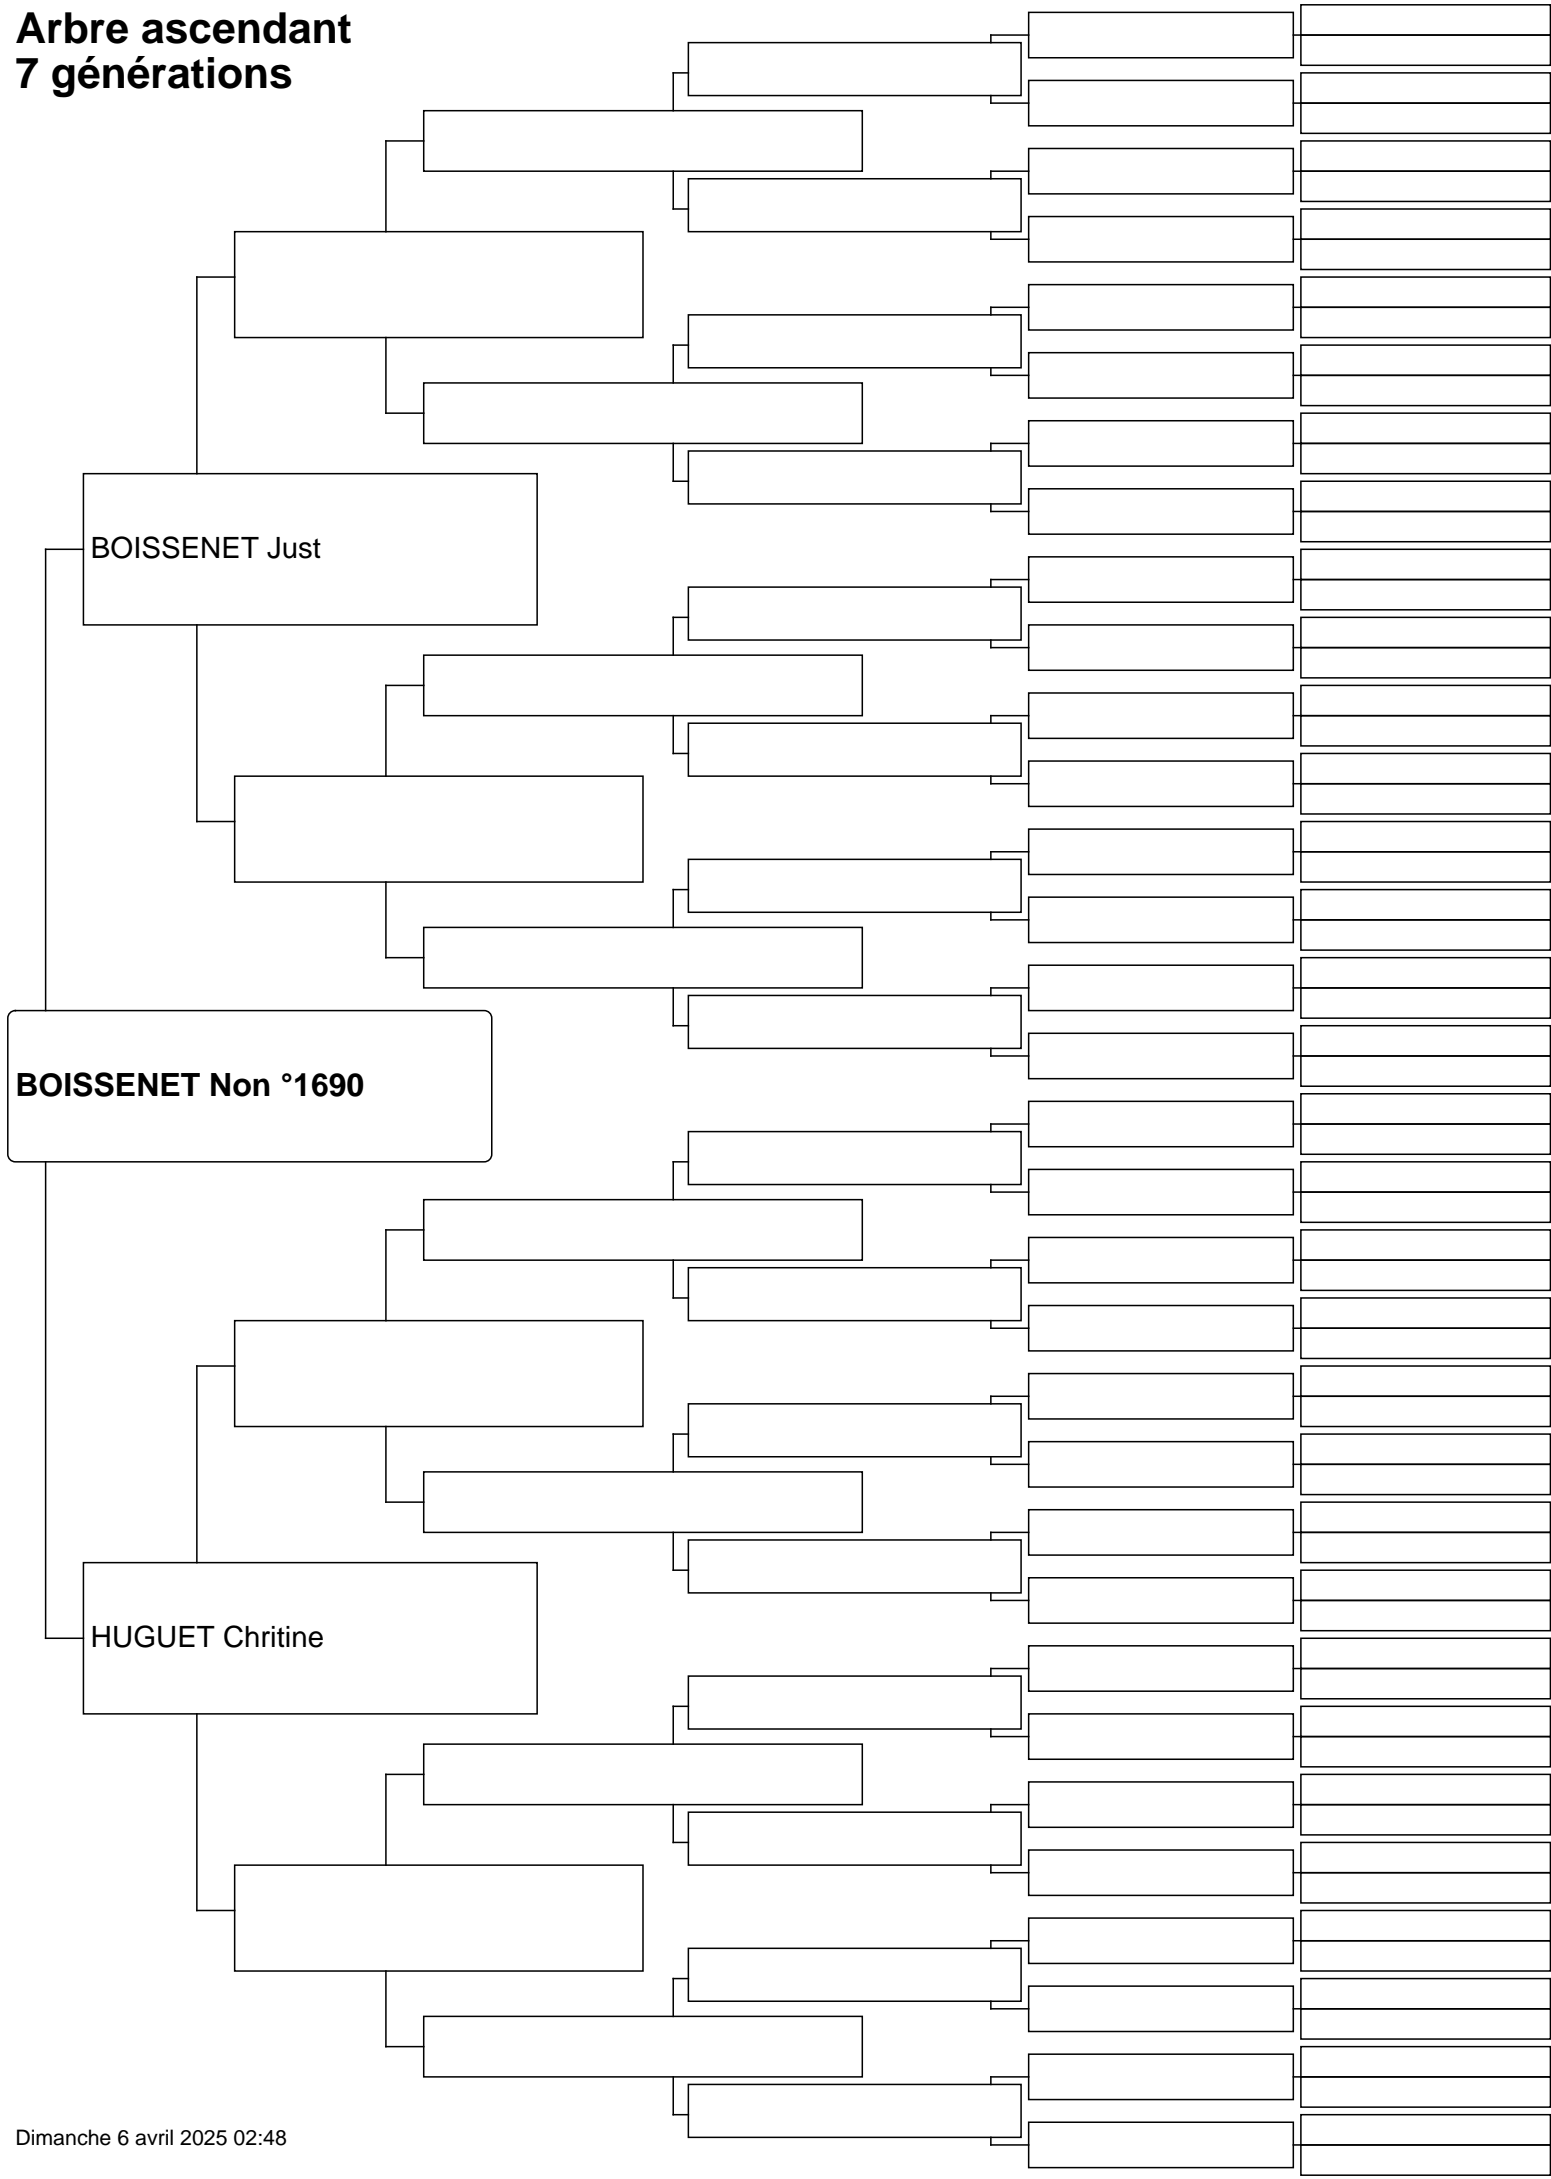 Arbre ascendant
7 générations
BOISSENET Just
BOISSENET Non °1690
HUGUET Chritine
Dimanche 6 avril 2025 02:48